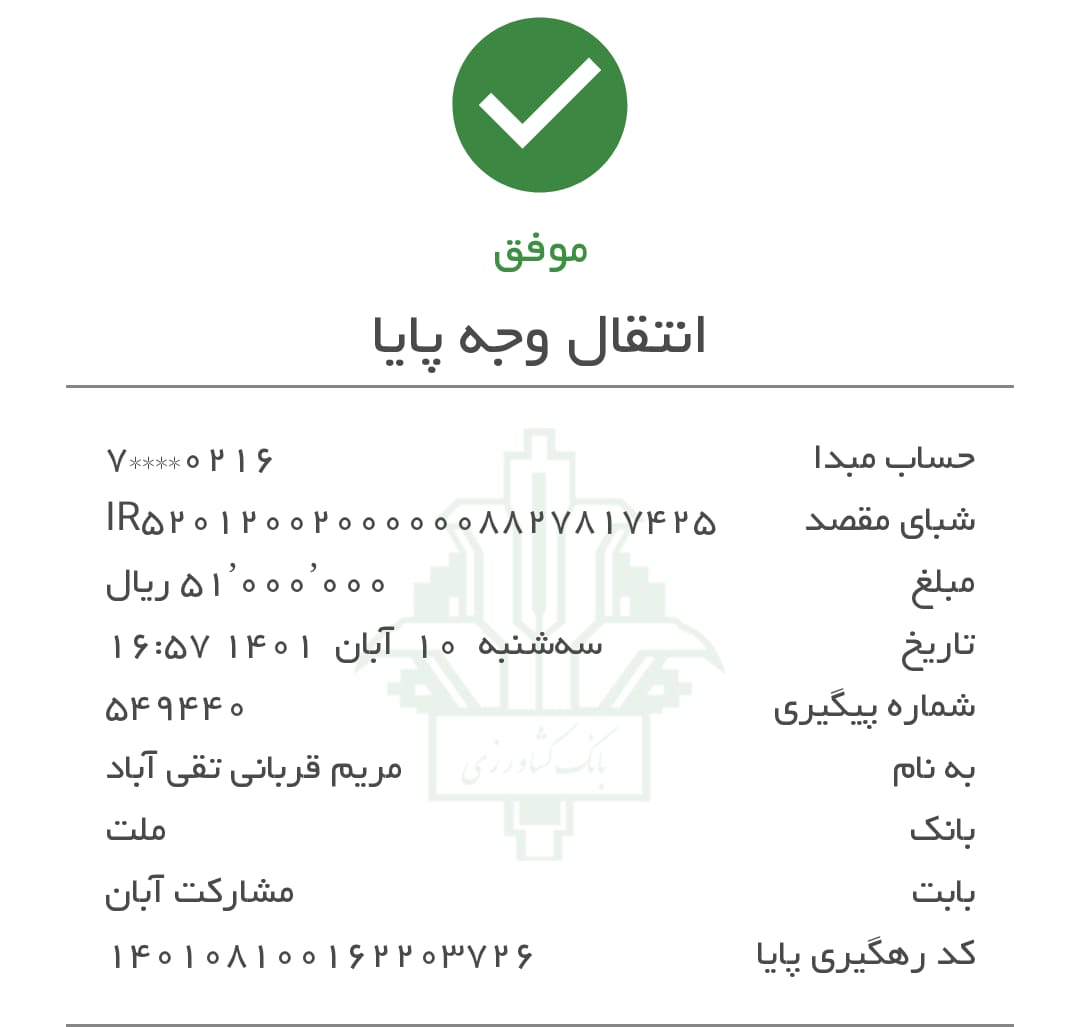 موفق
انتقال وجه پایا
حساب مبدا ۷****۰۲۱۶
شبای مقصد IR۵۲۰۱۲۰۰۲۰۰۰۰۰۰۸۸۲۷۸۱۷۴۲۵
مبلغ ۵۱٬۰۰۰٬۰۰۰ ریال
تاریخ سه‌شنبه ۱۰ آبان ۱۴۰۱ ۱۶:۵۷
شماره پیگیری ۵۴۹۴۴۰
به نام مریم قربانی تقی آباد
بانک کشاورزی
بانک ملت
بابت مشارکت آبان
کد رهگیری پایا ۱۴۰۱۰۸۱۰۰۱۶۲۲۰۳۷۲۶